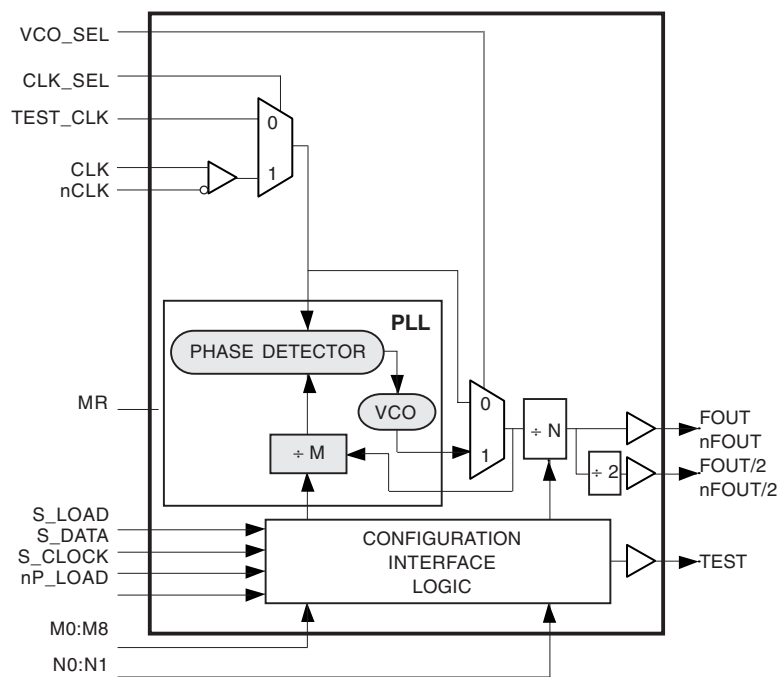 VCO_SEL
CLK_SEL
TEST_CLK
0
CLK
1
nCLK
PLL
PHASE DETECTOR
MR
VCO
0
÷ N
FOUT
nFOUT
1
÷ M
÷ 2
FOUT/2
nFOUT/2
S_LOAD
S_DATA
S_CLOCK
nP_LOAD
CONFIGURATION
INTERFACE
LOGIC
TEST
M0:M8
N0:N1